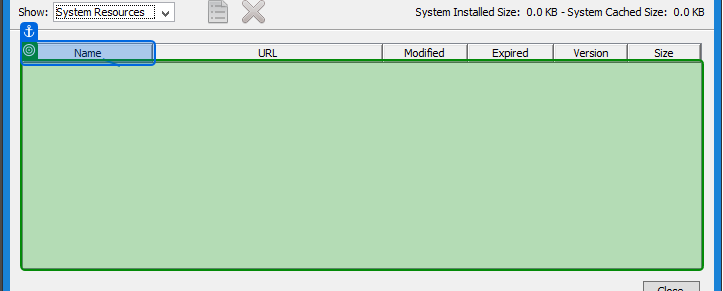 Show: System Resources System Installed Size: 0.0 KB - System Cached Size: 0.0 KB
Name URL Modified Expired Version Size
Close